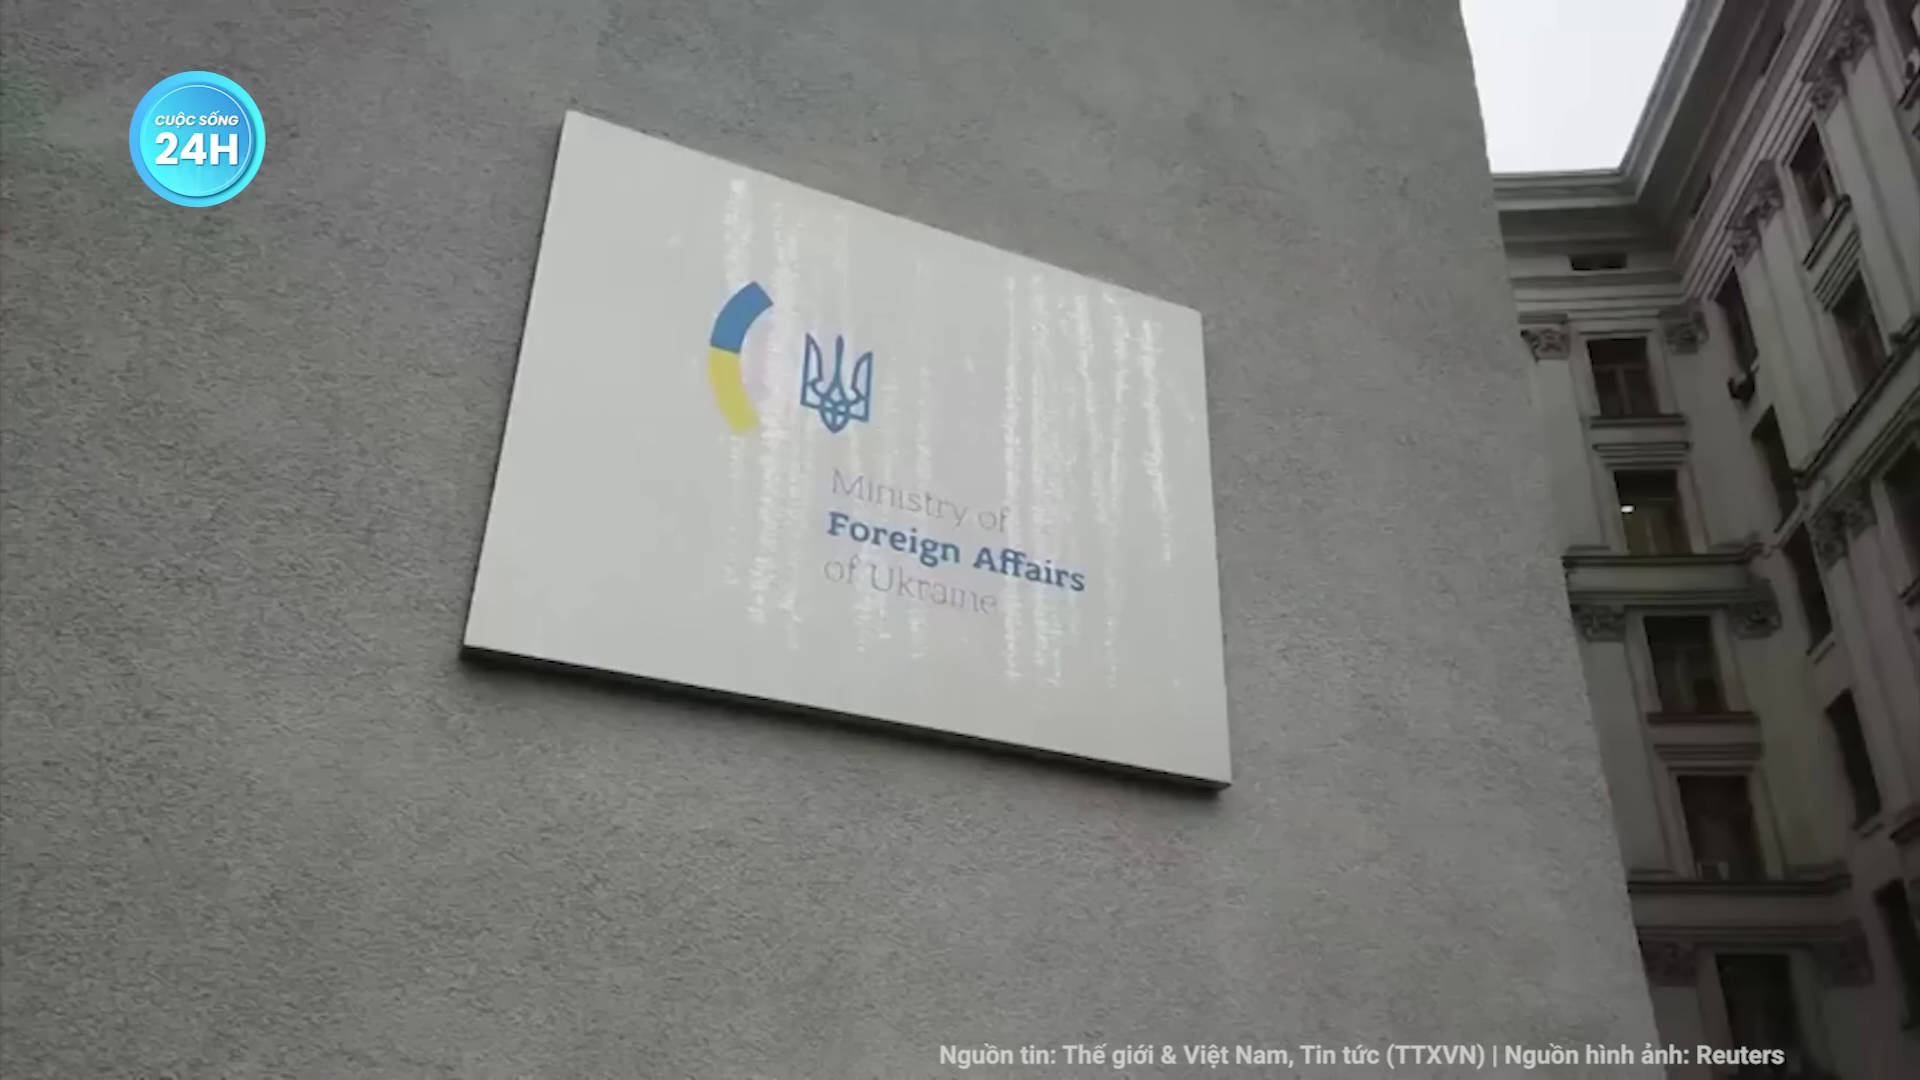 CUỘC SỐNG
24H
Ministry of
Foreign Affairs
of Ukraine
Nguồn tin: Thế giới & Việt Nam, Tin tức (TTXVN) | Nguồn hình ảnh: Reuters